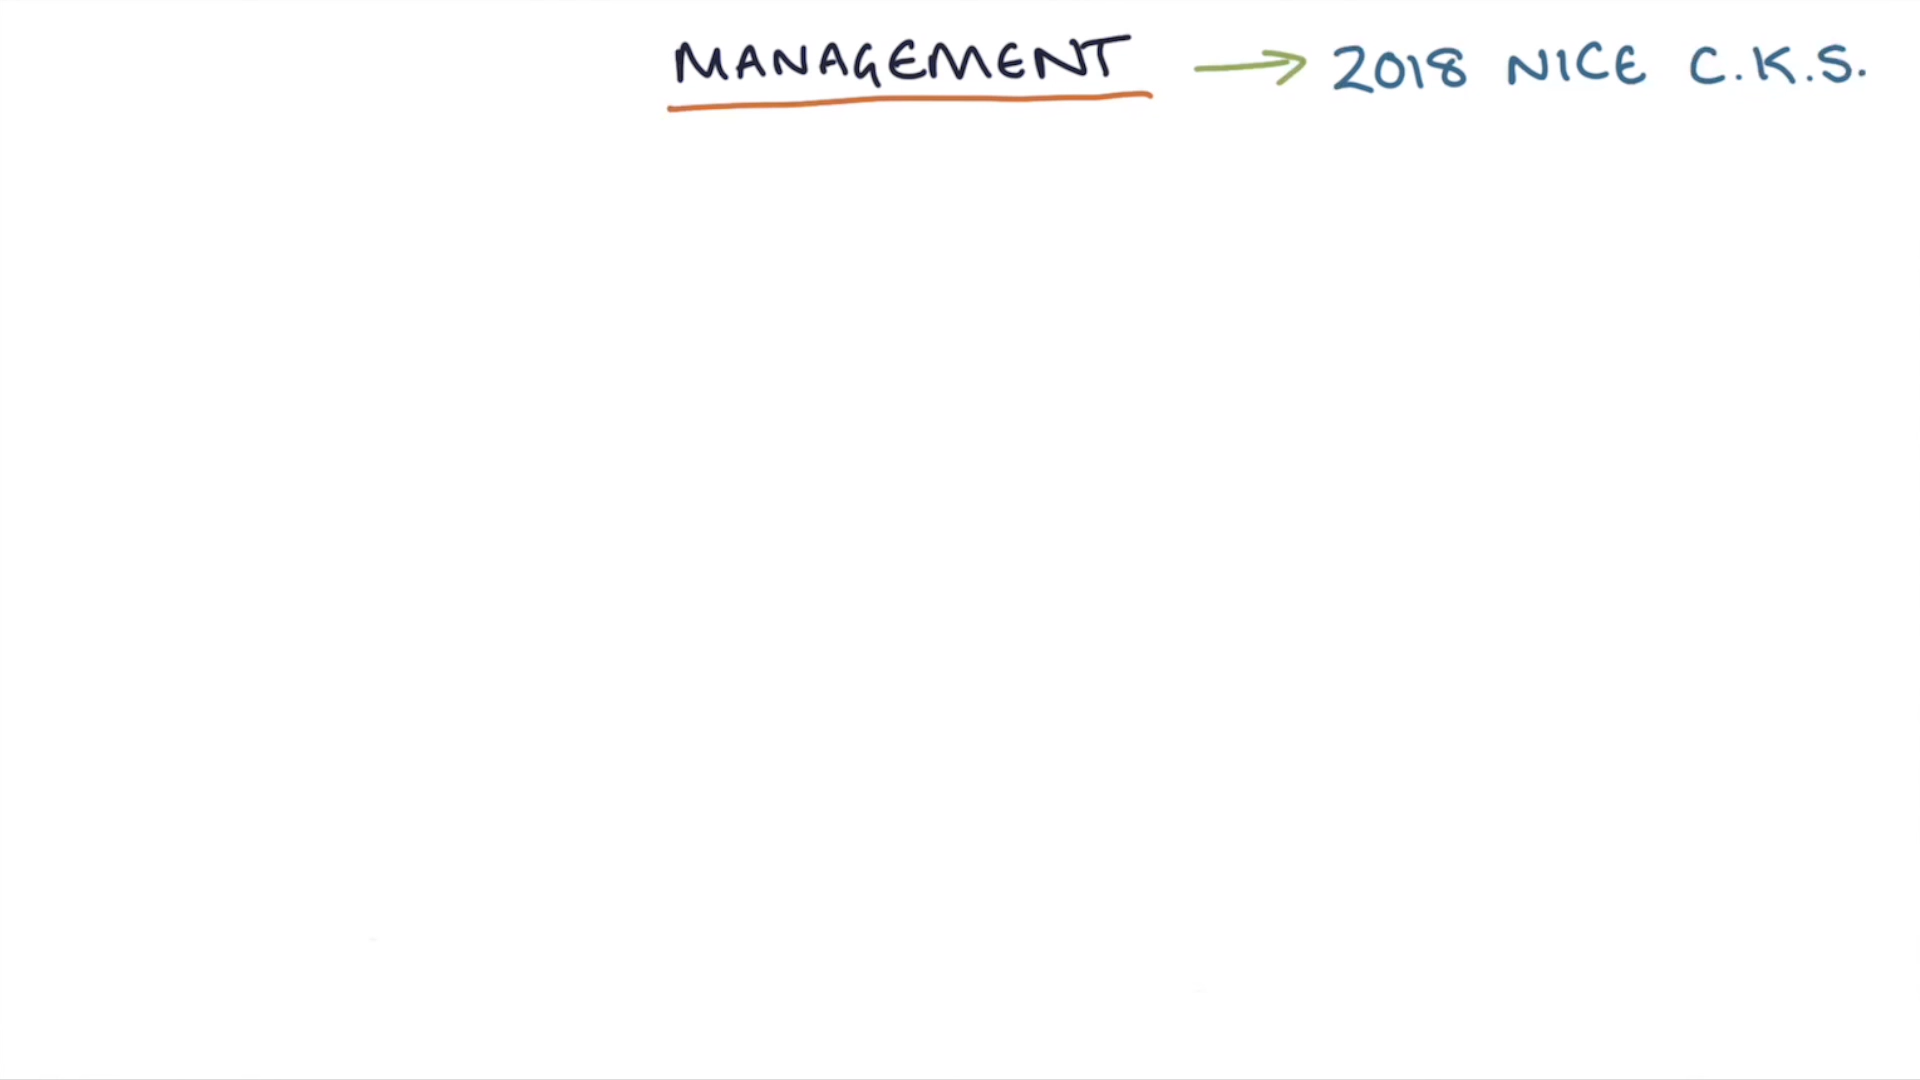 MANAGEMENT → 2018 NICE C.K.S.